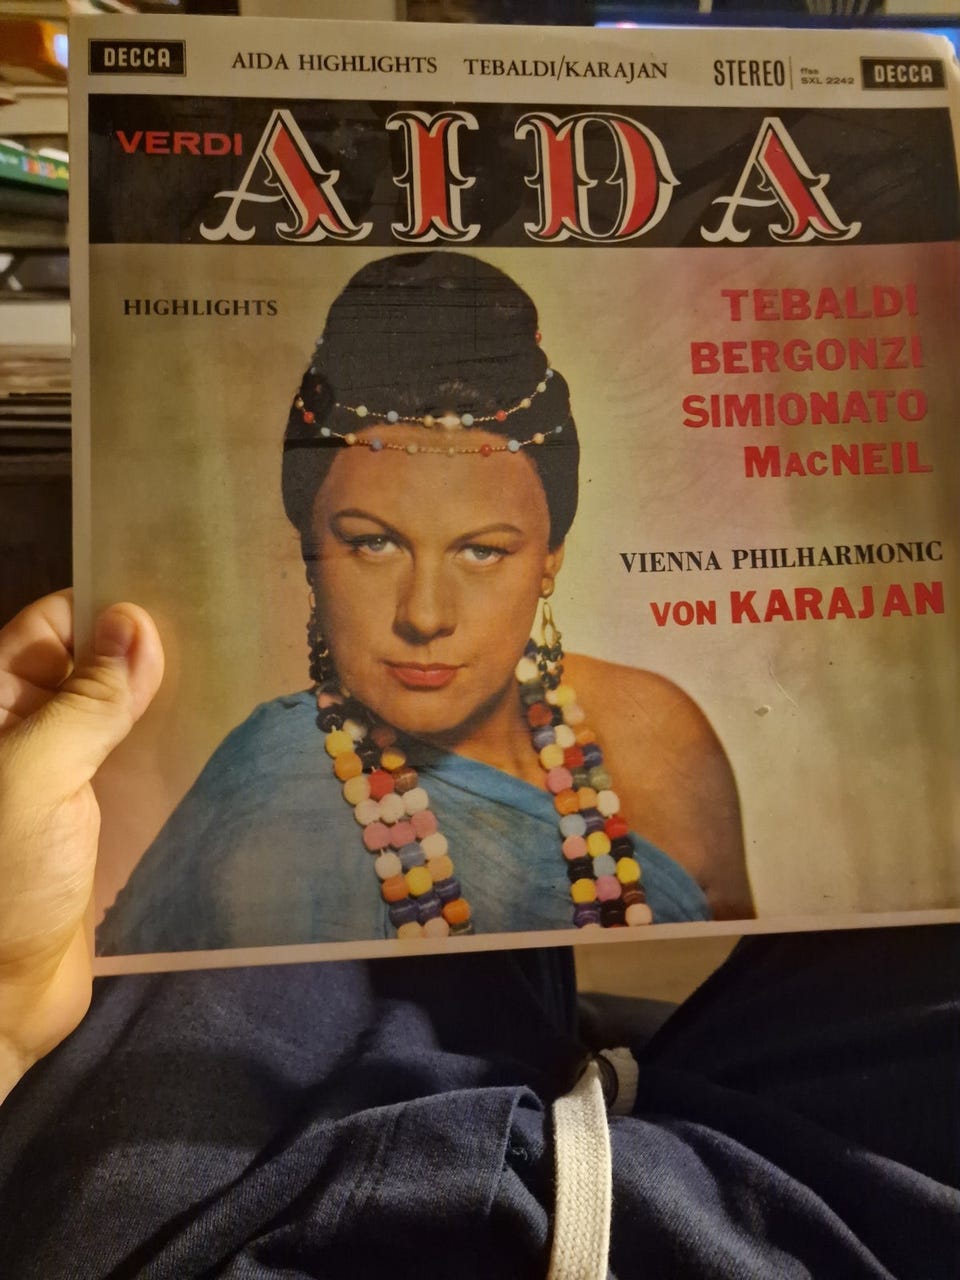 DECCA
AIDA HIGHLIGHTS TEBALDI/KARAJAN
STEREO
ffss
SXL 2242
DECCA
VERDI
AIDA
HIGHLIGHTS
TEBALDI
BERGONZI
SIMIONATO
MacNEIL
VIENNA PHILHARMONIC
VON KARAJAN